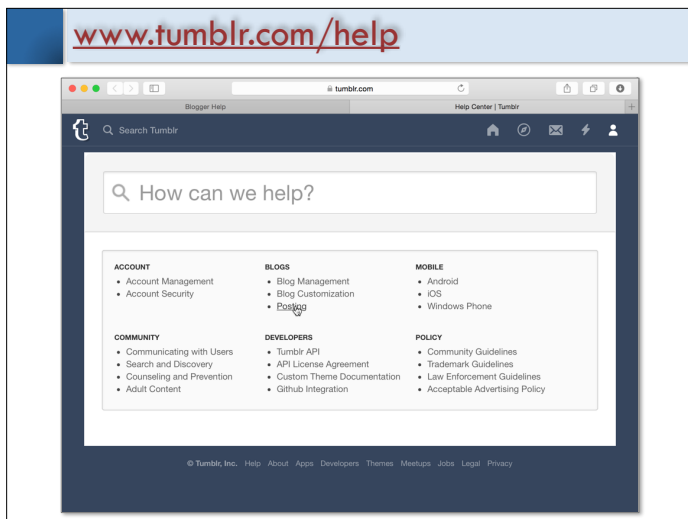 www.tumblr.com/help
tumblr.com
Blogger Help
Help Center | Tumblr
t Search Tumblr
How can we help?
ACCOUNT
• Account Management
• Account Security
BLOGS
• Blog Management
• Blog Customization
• Posting
MOBILE
• Android
• iOS
• Windows Phone
COMMUNITY
• Communicating with Users
• Search and Discovery
• Counseling and Prevention
• Adult Content
DEVELOPERS
• Tumblr API
• API License Agreement
• Custom Theme Documentation
• Github Integration
POLICY
• Community Guidelines
• Trademark Guidelines
• Law Enforcement Guidelines
• Acceptable Advertising Policy
© Tumblr, Inc. Help About Apps Developers Themes Meetups Jobs Legal Privacy